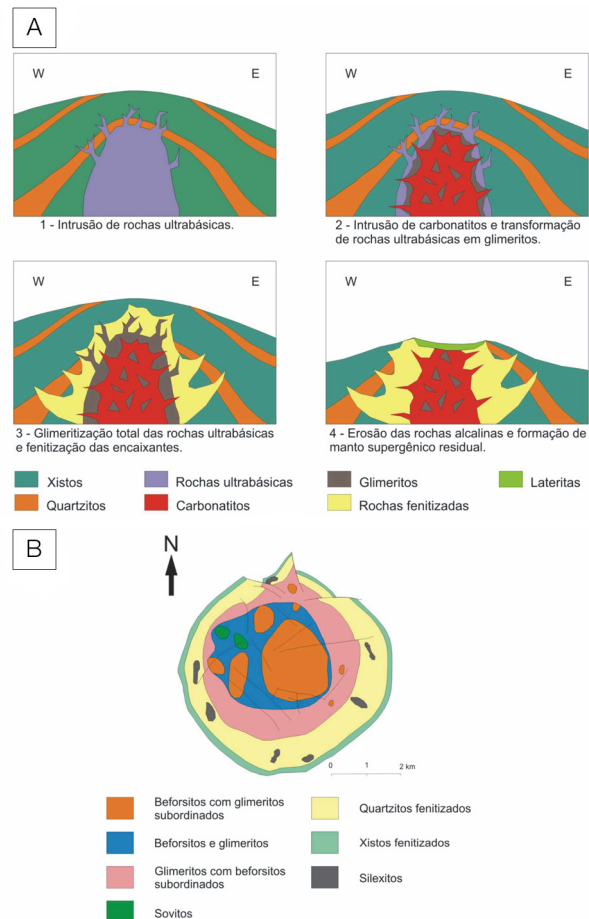 A
W E
1 - Intrusão de rochas ultrabásicas.
W E
2 - Intrusão de carbonatitos e transformação
de rochas ultrabásicas em glimeritos.
W E
3 - Glimeritização total das rochas ultrabásicas
e fenitização das encaixantes.
W E
4 - Erosão das rochas alcalinas e formação de
manto supergênico residual.
Xistos
Rochas ultrabásicas
Glimeritos
Lateritas
Quartzitos
Carbonatitos
Rochas fenitizadas
B
N
0 1 2 km
Beforsitos com glimeritos
subordinados
Beforsitos e glimeritos
Glimeritos com beforsitos
subordinados
Sovitos
Quartzitos fenitizados
Xistos fenitizados
Silexitos